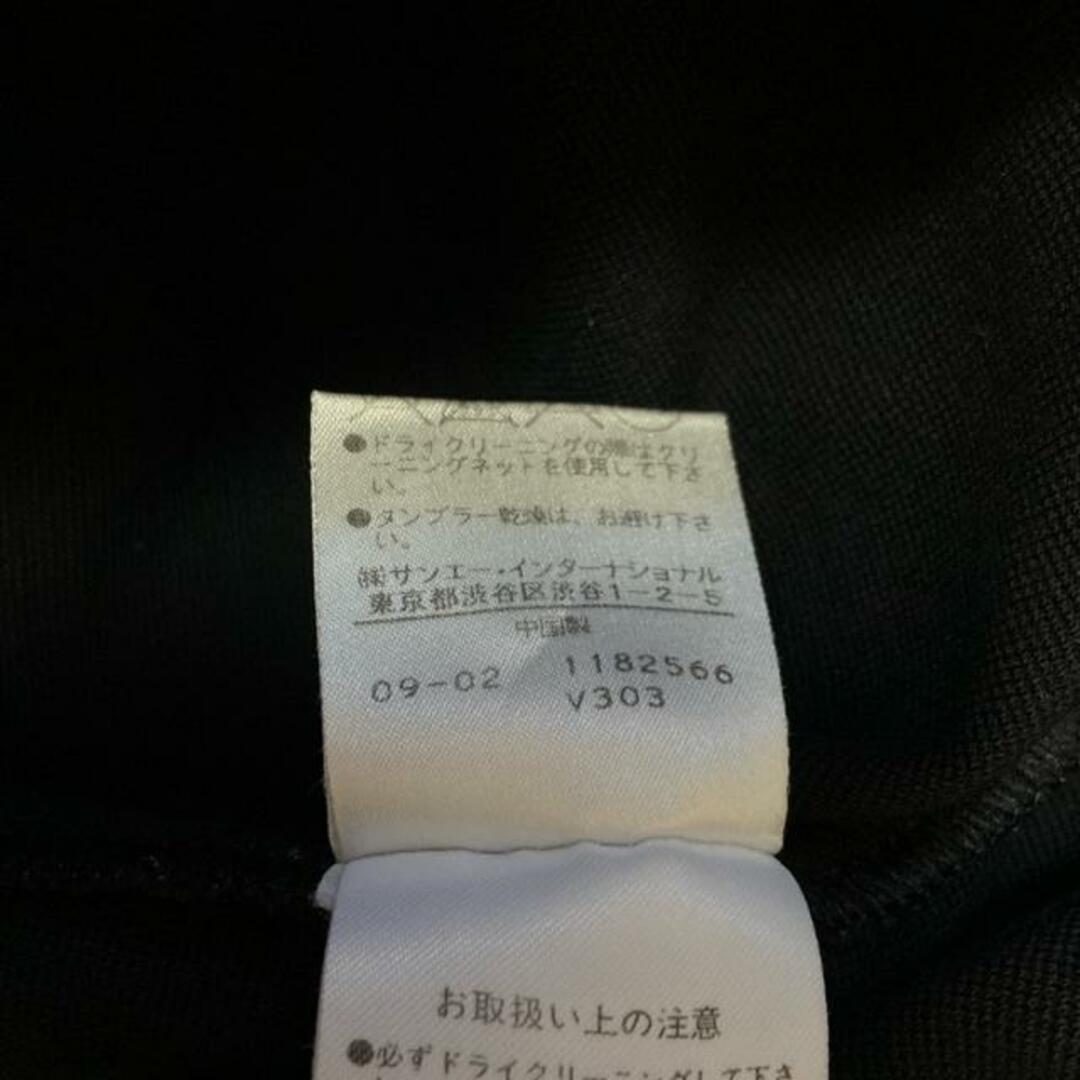 ●ドライクリーニングの際はクリ
ーニングネットを使用して下さ
い。
●タンブラー乾燥は、お避け下さ
い。
㈱サンエー・インターナショナル
東京都渋谷区渋谷1-2-5
中国製
09-02 1182566
V303
お取扱い上の注意
●必ずドライクリーニングして下さ